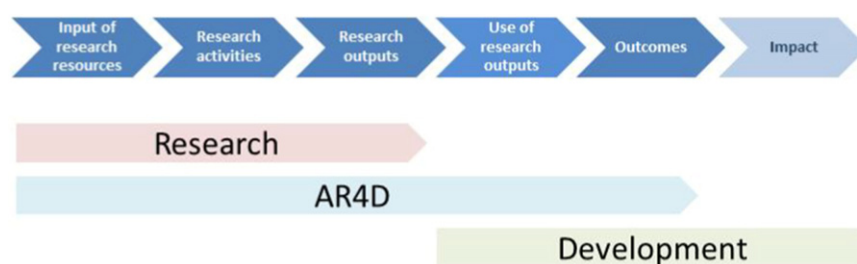 Input of
research
resources
Research
activities
Research
outputs
Use of
research
outputs
Outcomes
Impact
Research
AR4D
Development